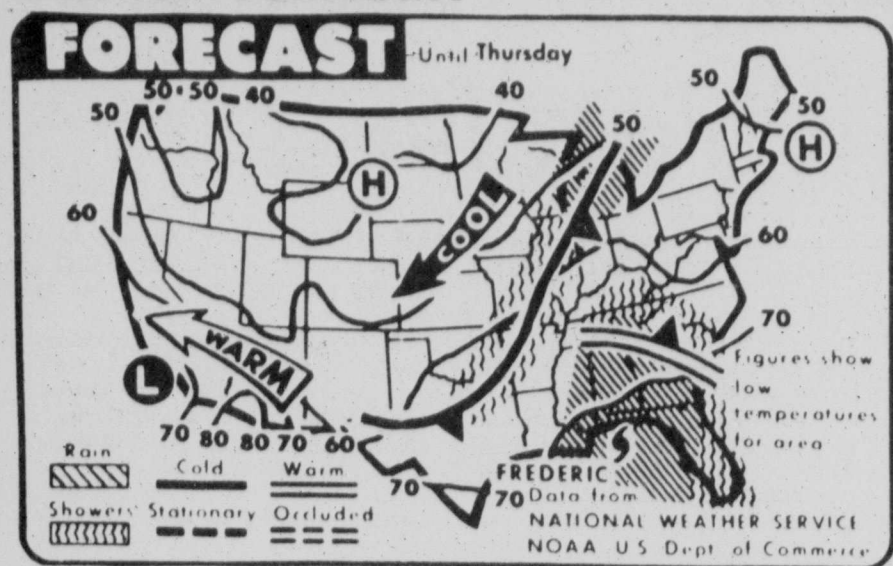 FORECAST
Until Thursday
50 50 50 40 40 50 50 50
H
H
COOL
60
60
WARM
70
L
70 80 80 70 60
70
70
Figures show
low
temperatures
for area
Rain
Cold
Warm
Showers
Stationary
Occluded
FREDERIC
Data from
NATIONAL WEATHER SERVICE
NOAA US Dept of Commerce